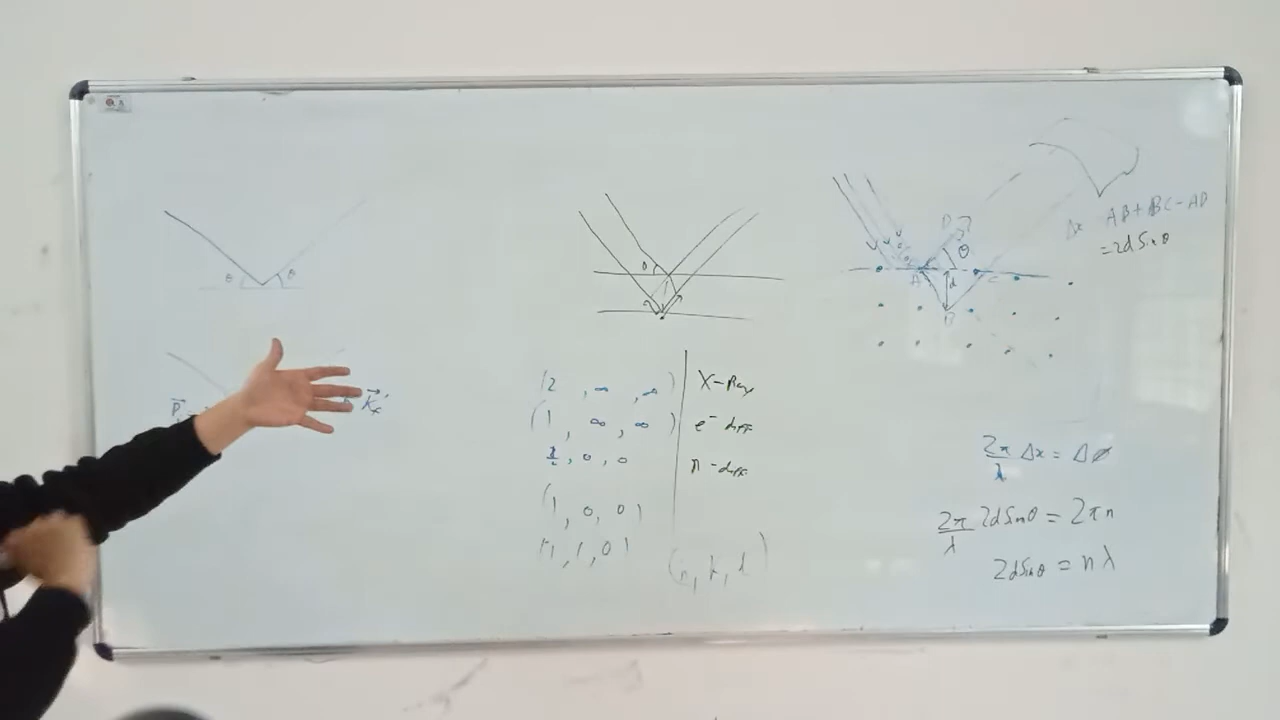 θ θ
P⃗
K⃗
θ
(2 , ∞ , ∞)
(1 , ∞ , ∞)
½ , 0 , 0
(1 , 0 , 0)
(1 , 1 , 0)
X-Ray
e⁻ diff
n - diff
(h, k, l)
D
θ
A
d
C
B
Δx AB + BC - AD
= 2d Sinθ
2π/λ Δx = Δφ
2π/λ 2d Sinθ = 2πn
2d Sinθ = nλ